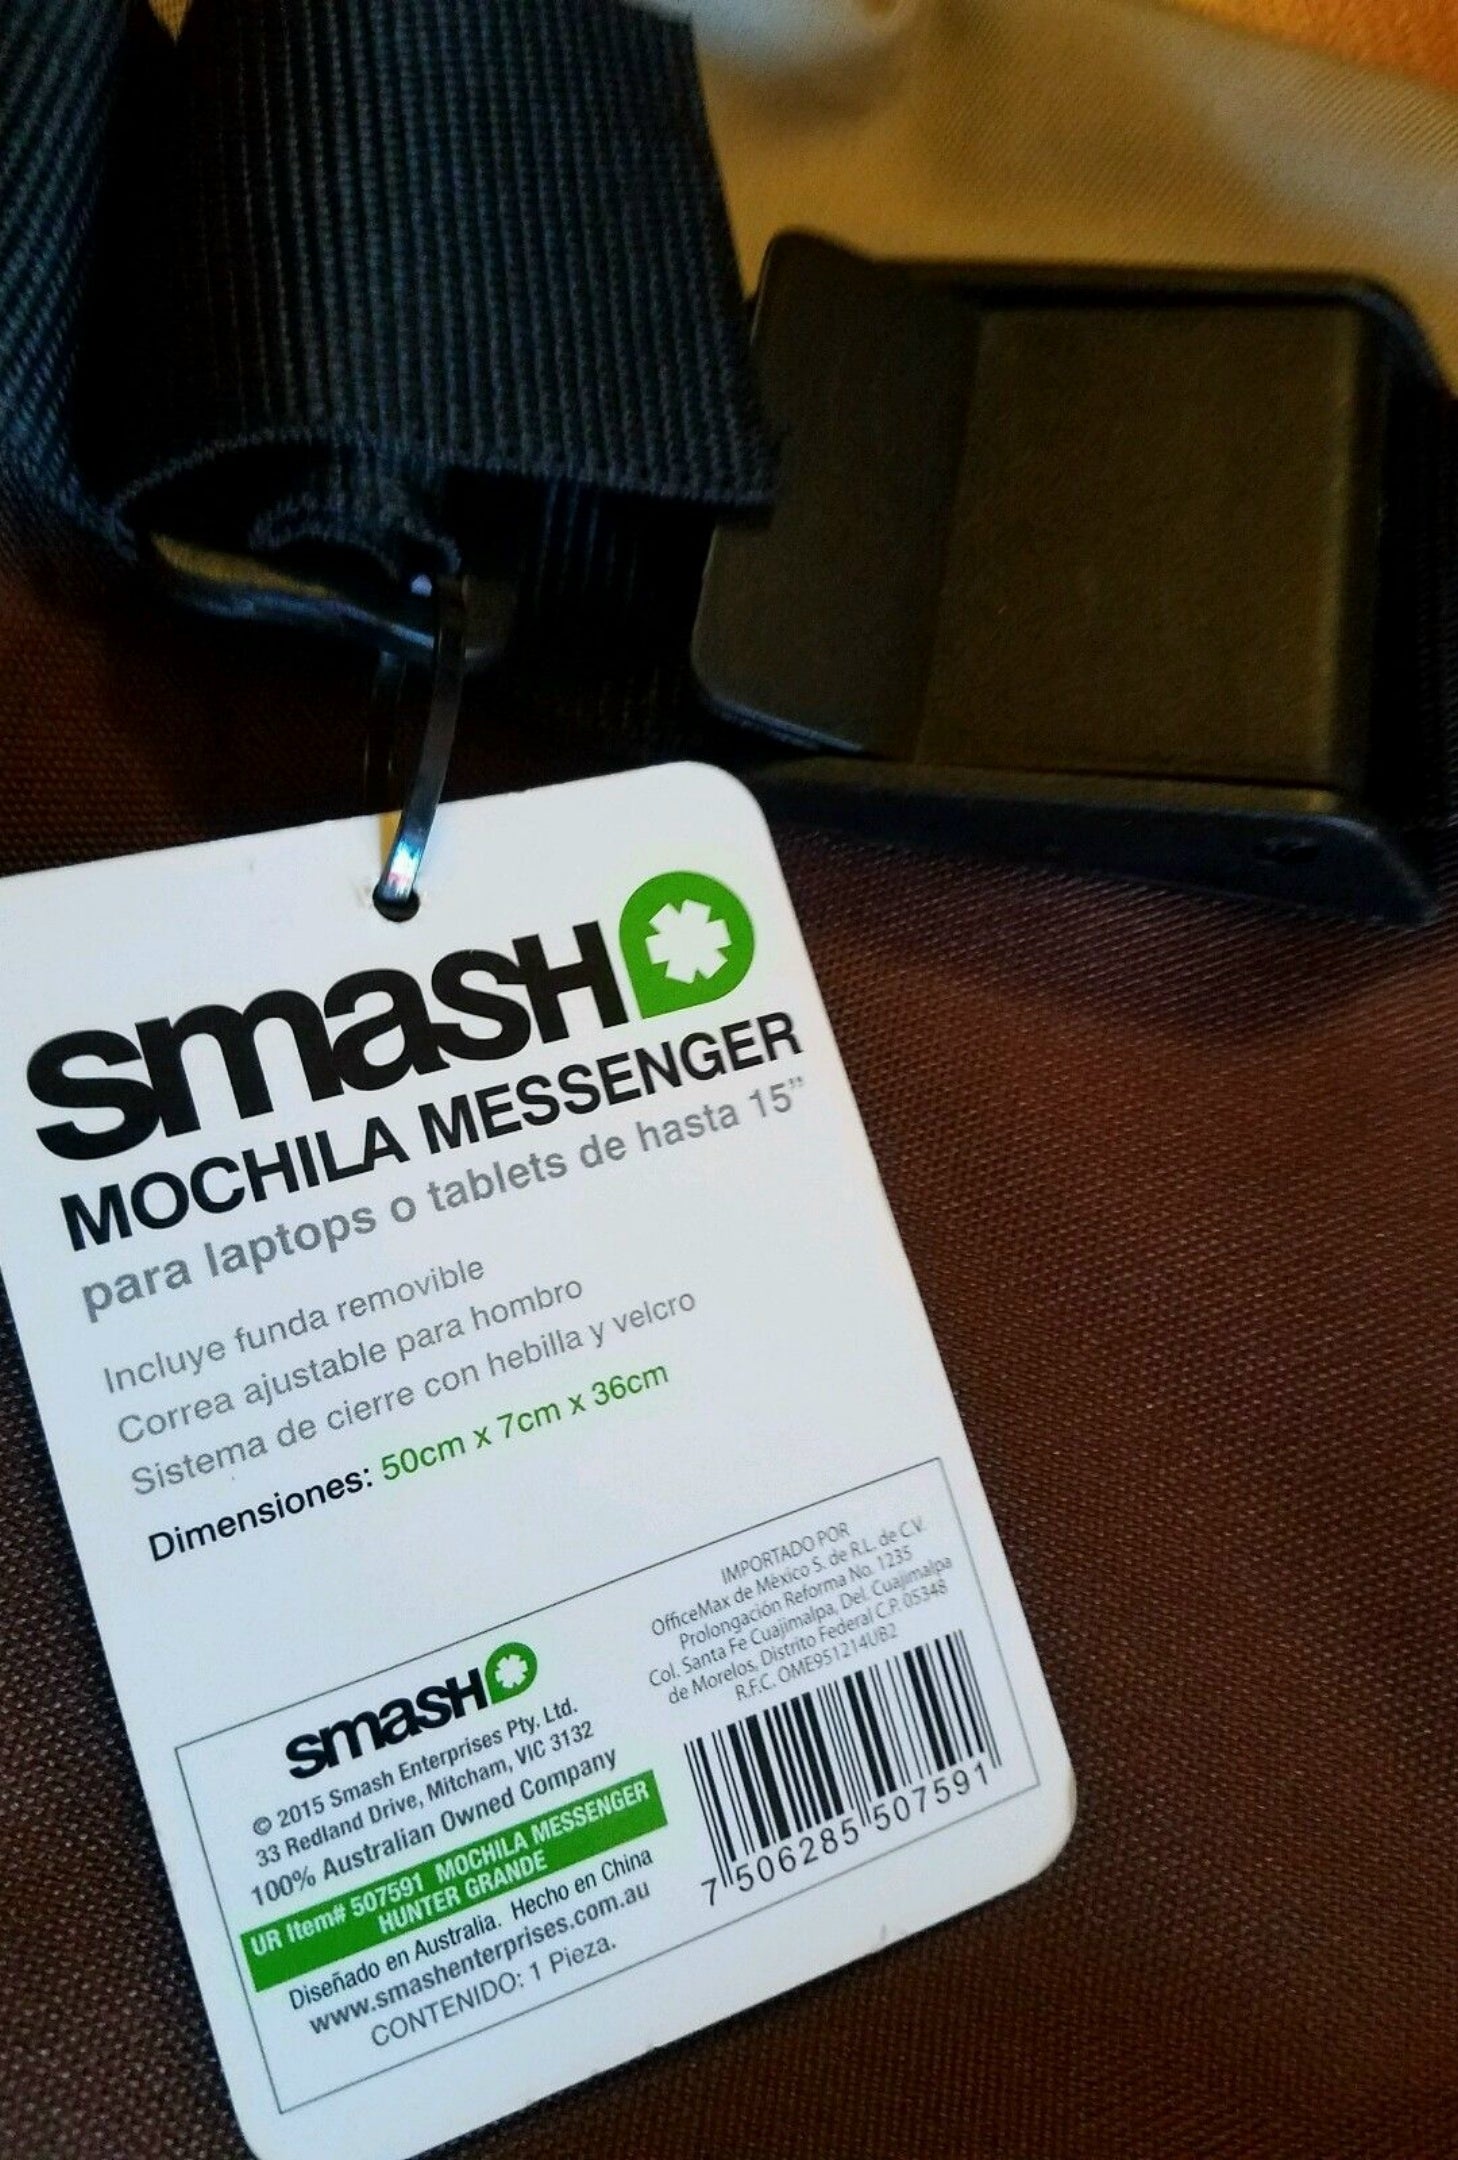 smasH
MOCHILA MESSENGER
para laptops o tablets de hasta 15”
Incluye funda removible
Correa ajustable para hombro
Sistema de cierre con hebilla y velcro
Dimensiones: 50cm x 7cm x 36cm
smasH
© 2015 Smash Enterprises Pty. Ltd.
33 Redland Drive, Mitcham, VIC 3132
100% Australian Owned Company
UR Item# 507591 MOCHILA MESSENGER
HUNTER GRANDE
Diseñado en Australia. Hecho en China
www.smashenterprises.com.au
CONTENIDO: 1 Pieza.
IMPORTADO POR
OfficeMax de México S. de R.L. de C.V.
Prolongación Reforma No. 1235
Col. Santa Fe Cuajimalpa, Del. Cuajimalpa
de Morelos, Distrito Federal C.P. 05348
R.F.C. OME951214UB2
7 506285 507591